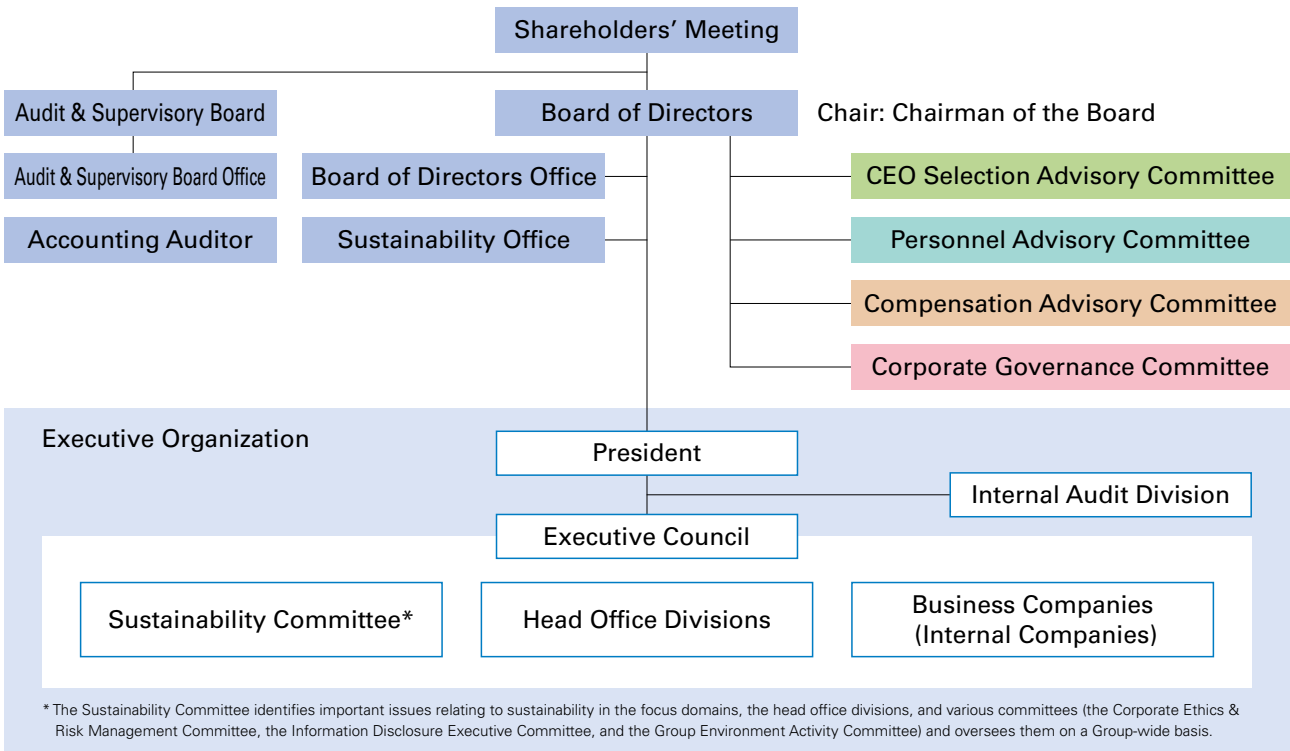 Shareholders' Meeting
Audit & Supervisory Board
Board of Directors
Chair: Chairman of the Board
Audit & Supervisory Board Office
Board of Directors Office
CEO Selection Advisory Committee
Accounting Auditor
Sustainability Office
Personnel Advisory Committee
Compensation Advisory Committee
Corporate Governance Committee
Executive Organization
President
Internal Audit Division
Executive Council
Sustainability Committee*
Head Office Divisions
Business Companies
(Internal Companies)
* The Sustainability Committee identifies important issues relating to sustainability in the focus domains, the head office divisions, and various committees (the Corporate Ethics &
Risk Management Committee, the Information Disclosure Executive Committee, and the Group Environment Activity Committee) and oversees them on a Group-wide basis.